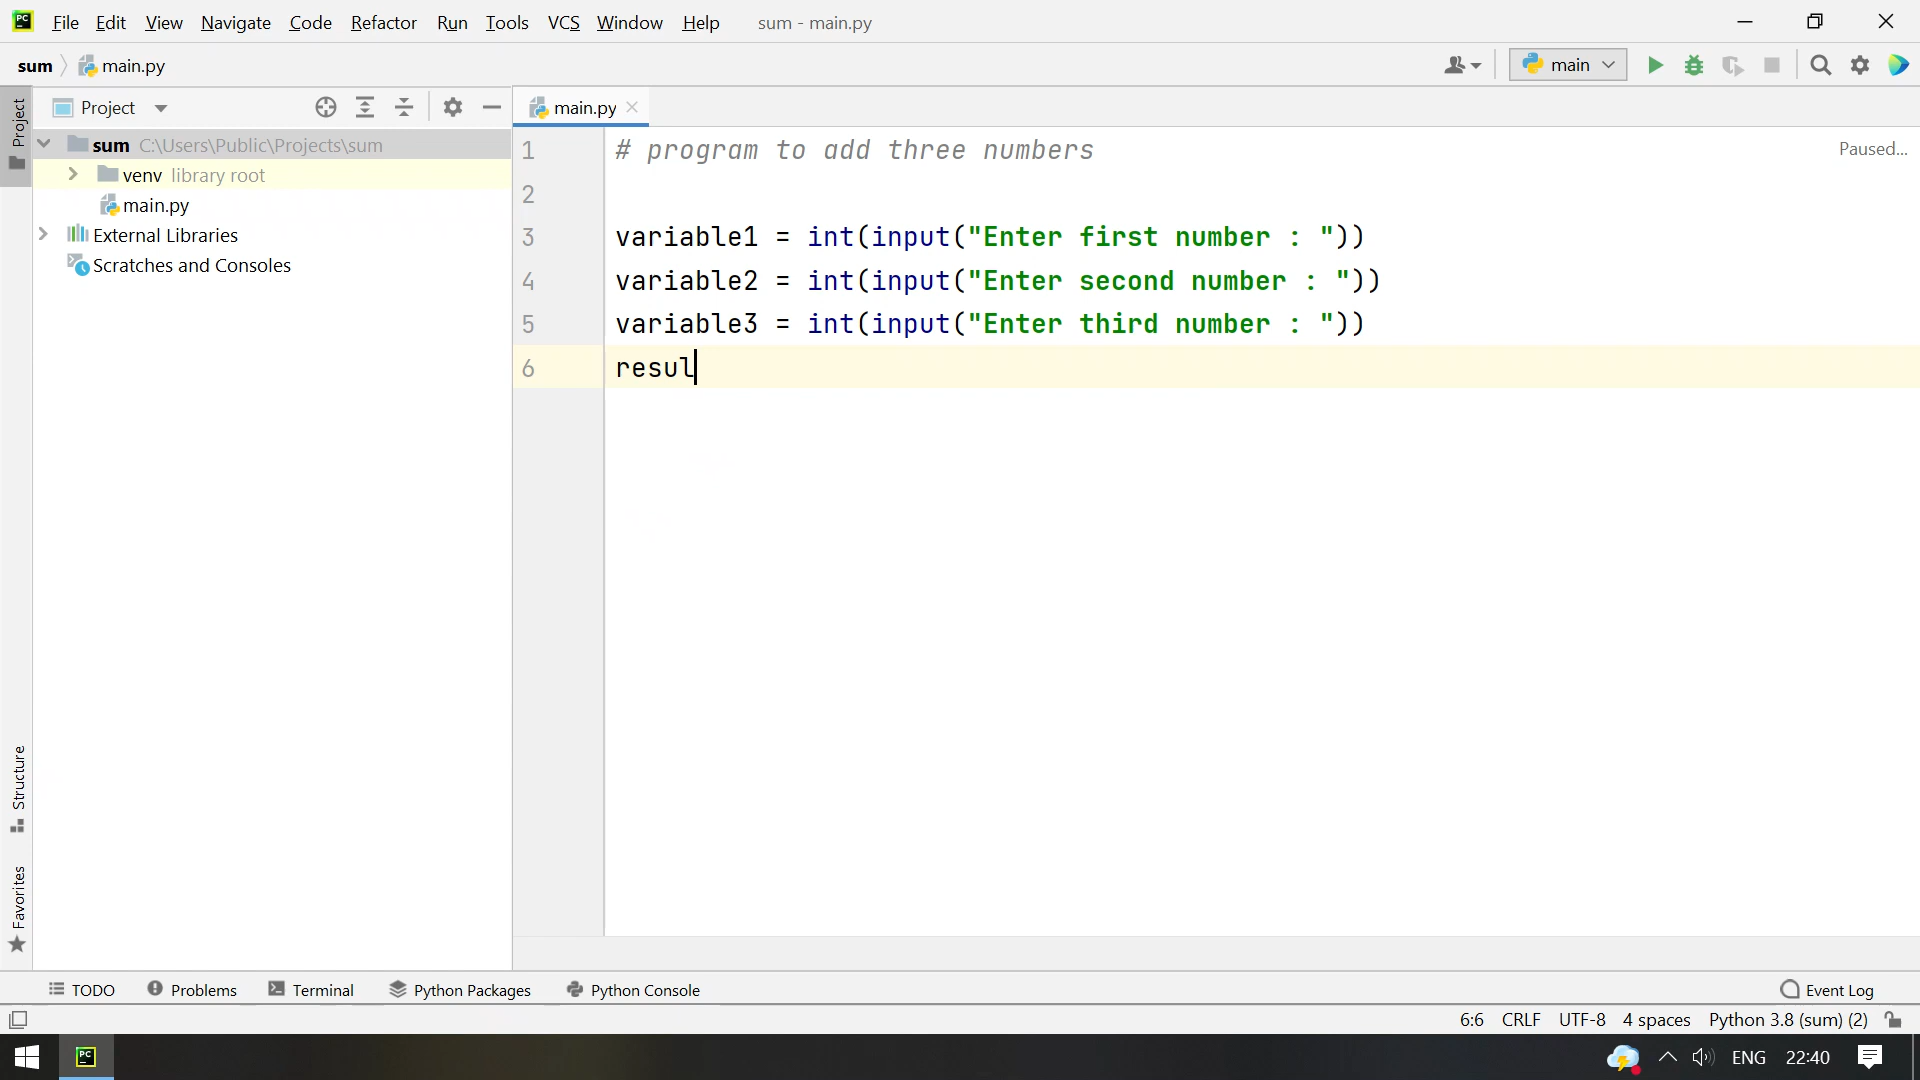 PC File Edit View Navigate Code Refactor Run Tools VCS Window Help sum - main.py
sum main.py main
Project main.py
Project
sum C:\Users\Public\Projects\sum
venv library root
main.py
External Libraries
Scratches and Consoles
1 # program to add three numbers Paused...
2
3 variable1 = int(input("Enter first number : "))
4 variable2 = int(input("Enter second number : "))
5 variable3 = int(input("Enter third number : "))
6 resul
Structure
Favorites
TODO Problems Terminal Python Packages Python Console Event Log
6:6 CRLF UTF-8 4 spaces Python 3.8 (sum) (2)
PC ENG 22:40